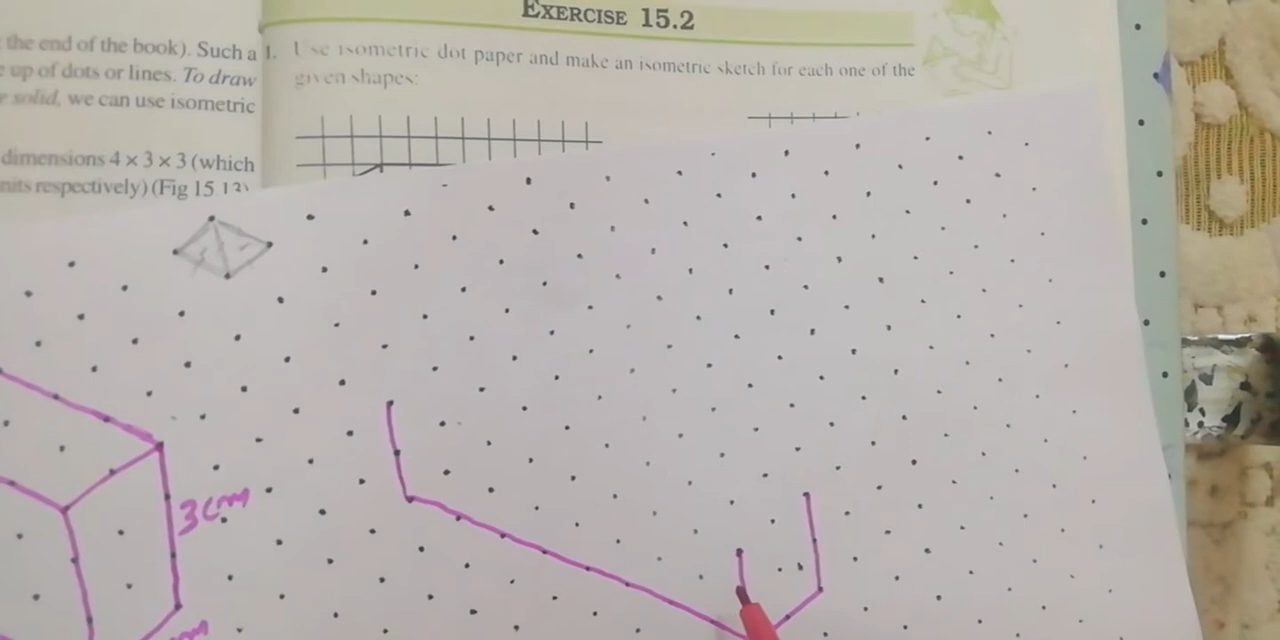 EXERCISE 15.2
the end of the book). Such a
up of dots or lines. To draw
solid, we can use isometric
dimensions 4 × 3 × 3 (which
nits respectively) (Fig 15.13)
1. Use isometric dot paper and make an isometric sketch for each one of the
given shapes:
3cm